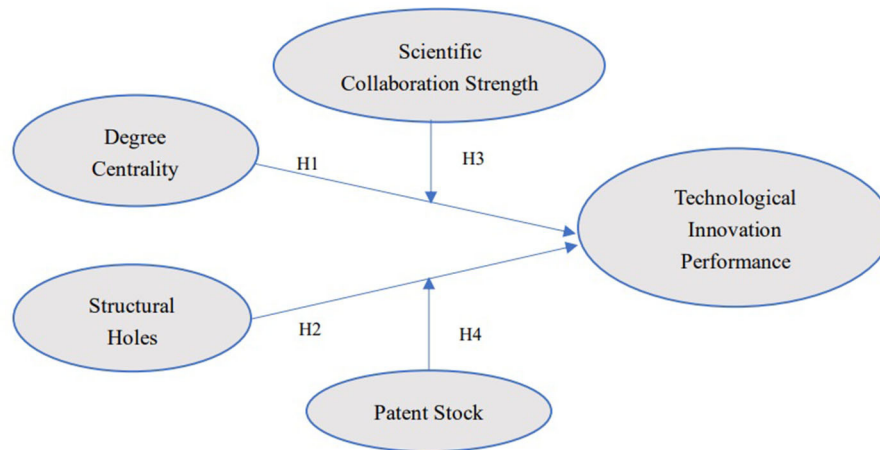 Scientific
Collaboration Strength
Degree
Centrality
H1
H3
Technological
Innovation
Performance
Structural
Holes
H2
H4
Patent Stock